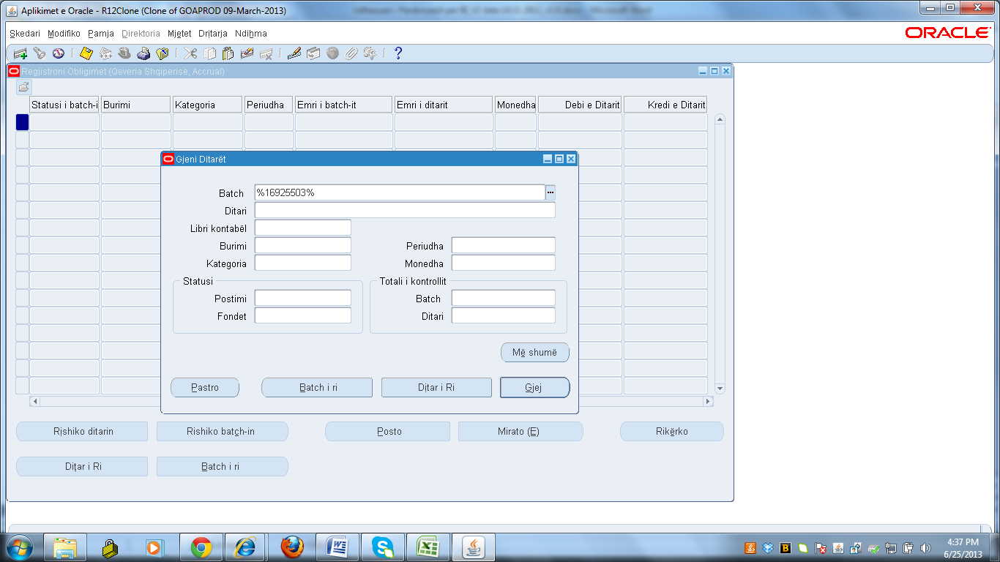 Aplikimet e Oracle - R12Clone (Clone of GOAPROD 09-March-2013)
Skedari Modifiko Pamja Direktoria Mjetet Dritarja Ndihma
ORACLE
Regjistroni Obligimet (Qeveria Shqiperise, Accrual)
Statusi i batch-i Burimi Kategoria Periudha Emri i batch-it Emri i ditarit Monedha Debi e Ditarit Kredi e Ditarit
Gjeni Ditarët
Batch %16925503%
Ditari
Libri kontabël
Burimi Periudha
Kategoria Monedha
Statusi Totali i kontrollit
Postimi Batch
Fondet Ditari
Më shumë
Pastro Batch i ri Ditar i Ri Gjej
Rishiko ditarin Rishiko batch-in Posto Mirato (E) Rikërko
Ditar i Ri Batch i ri
4:37 PM
6/25/2013